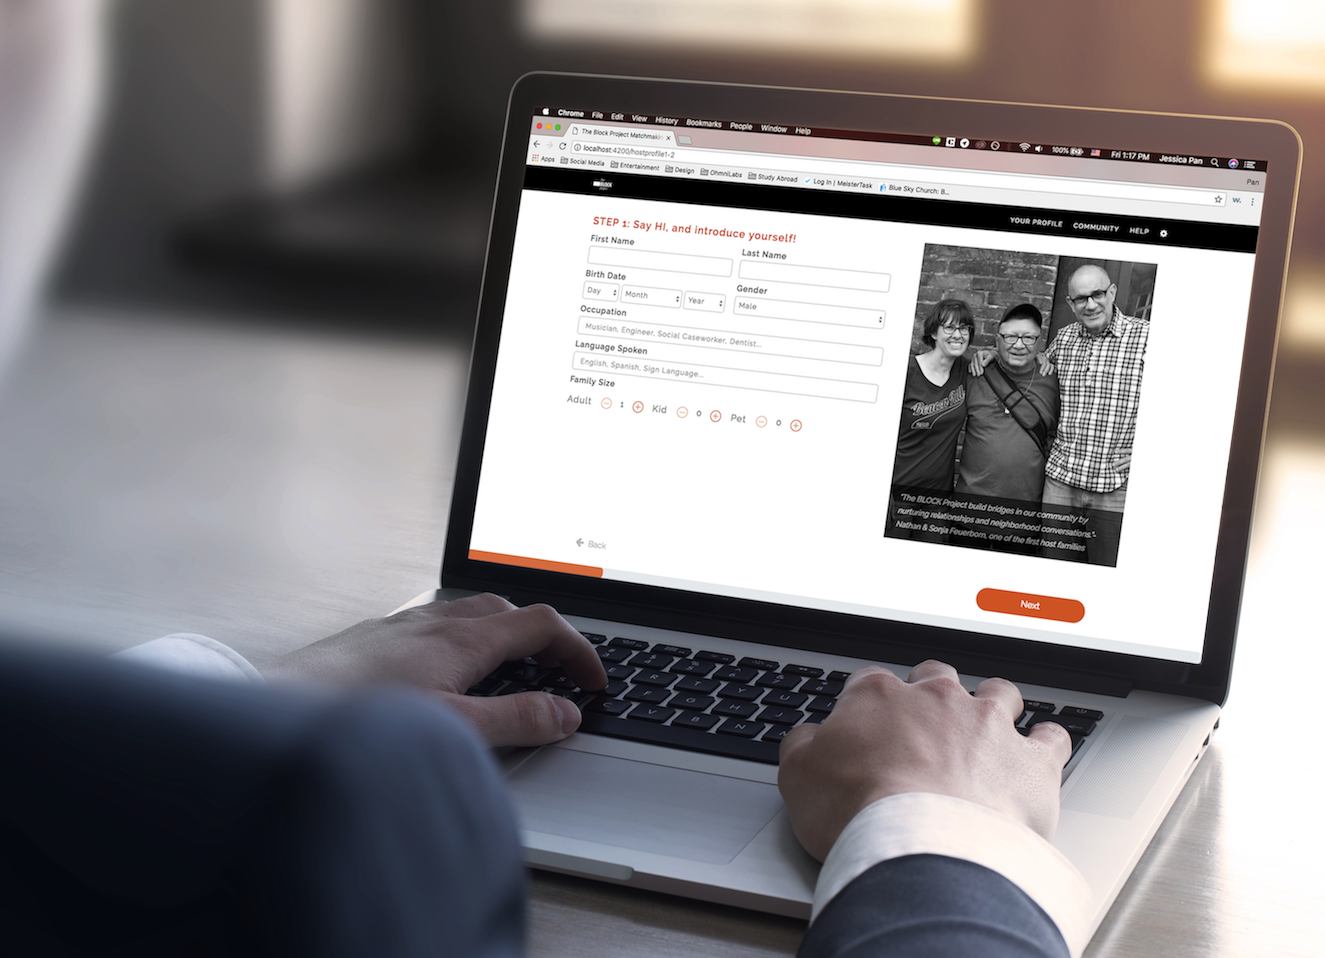 Chrome File Edit View History Bookmarks People Window Help 100% Fri 1:17 PM Jessica Pan
The Block Project Matchmakin × Pan
localhost:4200/hostprofile1-2
Apps Social Media Entertainment Design OhmniLabs Study Abroad Log In | MeisterTask Blue Sky Church: B...
BLOCK YOUR PROFILE COMMUNITY HELP
STEP 1: Say HI, and introduce yourself!
First Name Last Name
Birth Date Gender
Day Month Year Male
Occupation
Musician, Engineer, Social Caseworker, Dentist...
Language Spoken
English, Spanish, Sign Language...
Family Size
Adult 1 Kid 0 Pet 0
"The BLOCK Project build bridges in our community by
nurturing relationships and neighborhood conversations."-
Nathan & Sonja Feuerborn, one of the first host families
Back
Next